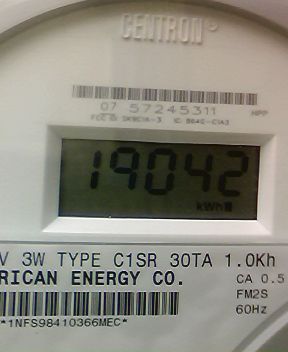 CENTRON®
07 57245311
NPP
19042
kWh
V 3W TYPE C1SR 30TA 1.0Kh
RICAN ENERGY CO.
CA 0.5
FM2S
60Hz
*1NFS98410366MEC*